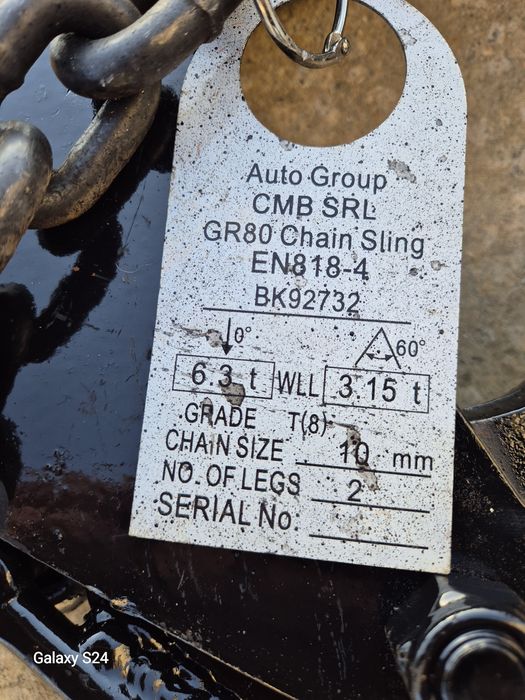 Auto Group
CMB SRL
GR80 Chain Sling
EN818-4
BK92732
0° 60°
6.3 t WLL 3.15 t
GRADE T(8)
CHAIN SIZE 10 mm
NO. OF LEGS 2
SERIAL No.
Galaxy S24